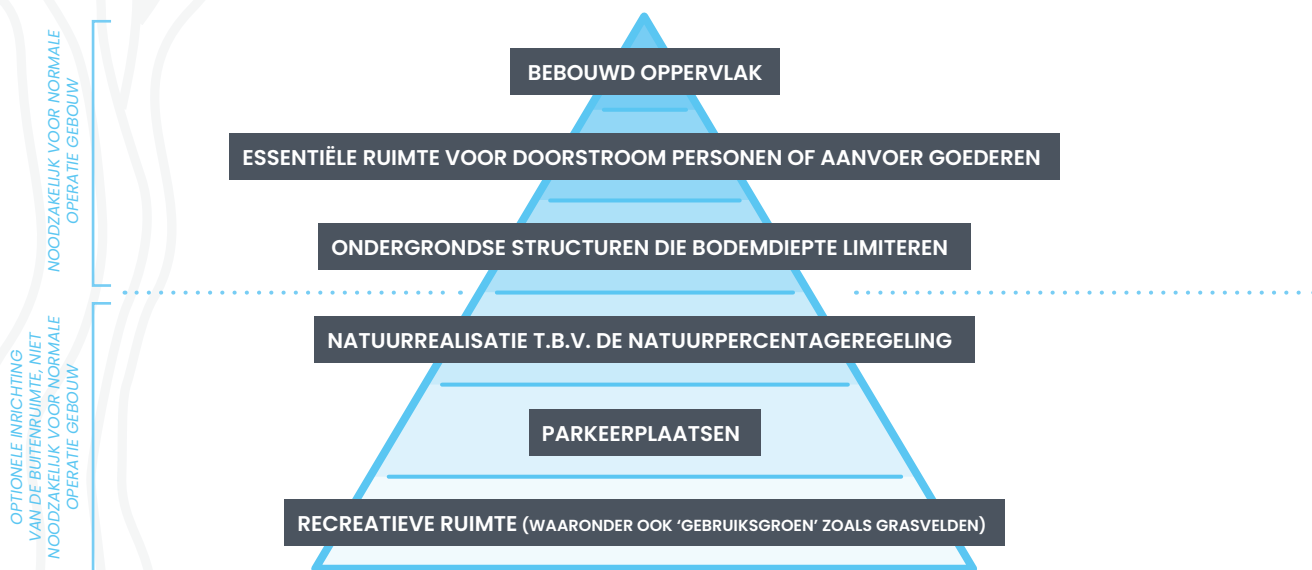 BEBOUWD OPPERVLAK
ESSENTIËLE RUIMTE VOOR DOORSTROOM PERSONEN OF AANVOER GOEDEREN
ONDERGRONDSE STRUCTUREN DIE BODEMDIEPTE LIMITEREN
NOODZAKELIJK VOOR NORMALE
OPERATIE GEBOUW
NATUURREALISATIE T.B.V. DE NATUURPERCENTAGEREGELING
PARKEERPLAATSEN
RECREATIEVE RUIMTE (WAARONDER OOK ‘GEBRUIKSGROEN’ ZOALS GRASVELDEN)
OPTIONELE INRICHTING
VAN DE BUITENRUIMTE, NIET
NOODZAKELIJK VOOR NORMALE
OPERATIE GEBOUW